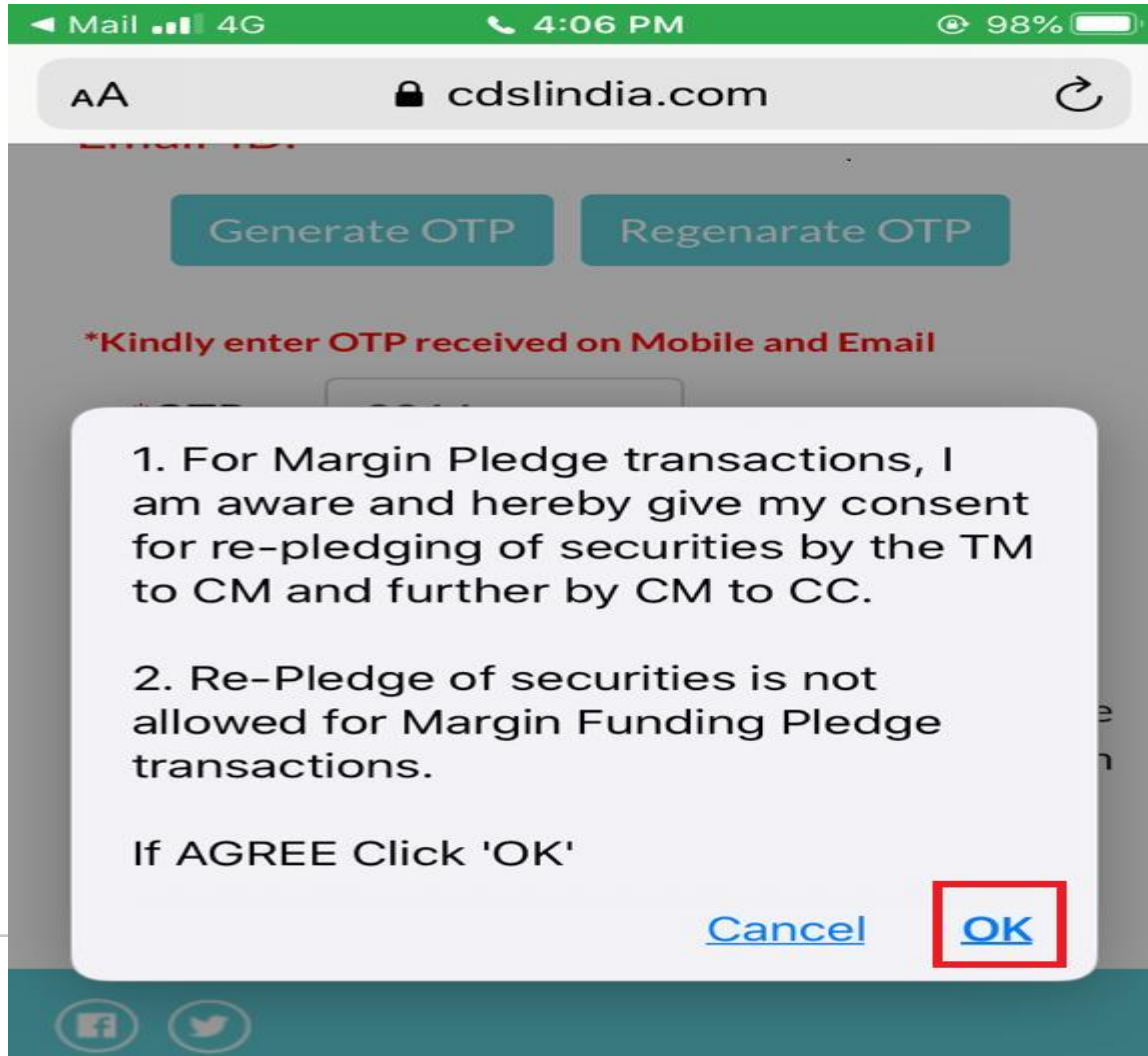 Mail 4G 4:06 PM 98%
AA cdslindia.com
Email ID:
Generate OTP Regenarate OTP
*Kindly enter OTP received on Mobile and Email
1. For Margin Pledge transactions, I
am aware and hereby give my consent
for re-pledging of securities by the TM
to CM and further by CM to CC.
2. Re-Pledge of securities is not
allowed for Margin Funding Pledge
transactions.
If AGREE Click 'OK'
Cancel OK